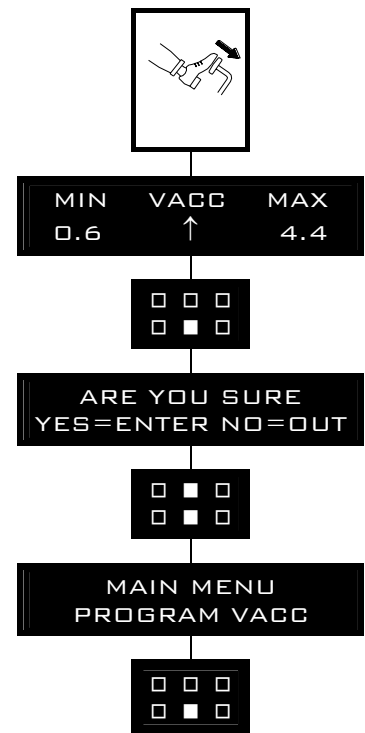 MIN VACC MAX
0.6 ↑ 4.4
ARE YOU SURE
YES=ENTER NO=OUT
MAIN MENU
PROGRAM VACC